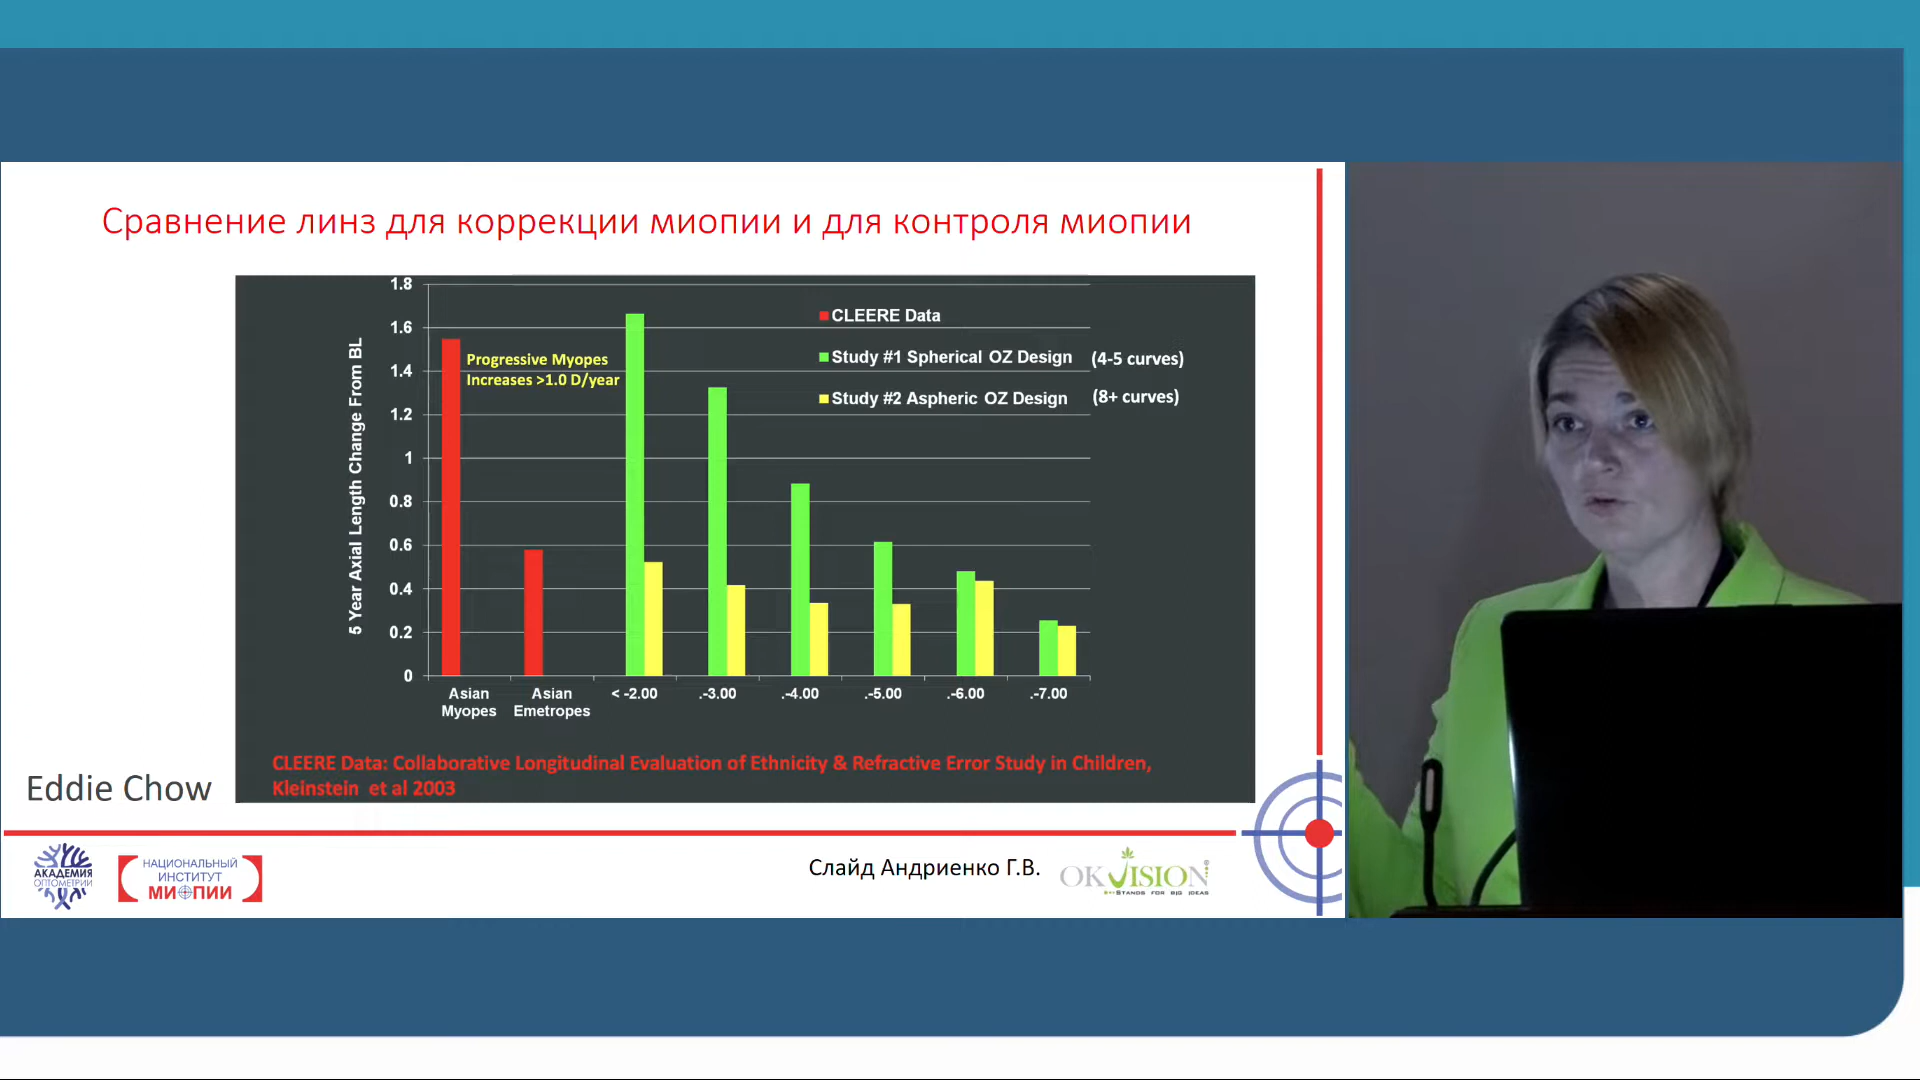 Сравнение линз для коррекции миопии и для контроля миопии
5 Year Axial Length Change From BL
1.8
1.6
1.4
1.2
1
0.8
0.6
0.4
0.2
0
Progressive Myopes
Increases >1.0 D/year
CLEERE Data
Study #1 Spherical OZ Design (4-5 curves)
Study #2 Aspheric OZ Design (8+ curves)
Asian Myopes
Asian Emetropes
< -2.00
.-3.00
.-4.00
.-5.00
.-6.00
.-7.00
CLEERE Data: Collaborative Longitudinal Evaluation of Ethnicity & Refractive Error Study in Children,
Kleinstein et al 2003
Eddie Chow
АКАДЕМИЯ
ОПТОМЕТРИИ
НАЦИОНАЛЬНЫЙ
ИНСТИТУТ
МИОПИИ
Слайд Андриенко Г.В.
OKVISION
STANDS FOR BIG IDEAS